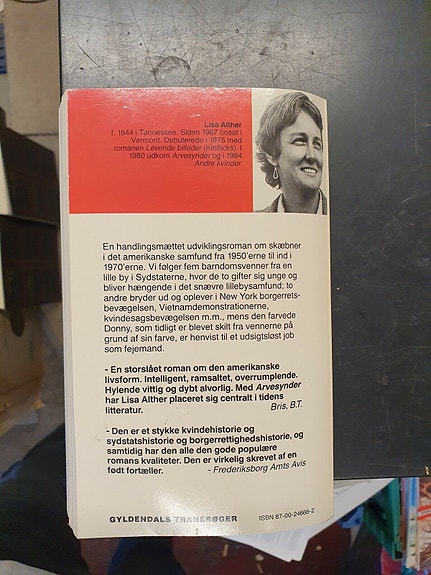 Lisa Alther
f. 1944 i Tennessee. Siden 1967 bosat i
Vermont. Debuterede i 1975 med
romanen Levende billeder (Kinflicks). I
1980 udkom Arvesynder og i 1984
Andre kvinder.
En handlingsmættet udviklingsroman om skæbner
i det amerikanske samfund fra 1950'erne til ind i
1970'erne. Vi følger fem barndomsvenner fra en
lille by i Sydstaterne, hvor de to gifter sig unge og
bliver hængende i det snævre lillebysamfund; to
andre bryder ud og oplever i New York borgerrets-
bevægelsen, Vietnamdemonstrationerne,
kvindesagsbevægelsen m.m., mens den farvede
Donny, som tidligt er blevet skilt fra vennerne på
grund af sin farve, er henvist til et udsigtsløst job
som fejemand.
- En storslået roman om den amerikanske
livsform. Intelligent, ramsaltet, overrumplende.
Hylende vittig og dybt alvorlig. Med Arvesynder
har Lisa Alther placeret sig centralt i tidens
litteratur. Bris, B.T.
- Den er et stykke kvindehistorie og
sydstatshistorie og borgerrettighedshistorie, og
samtidig har den alle den gode populære
romans kvaliteter. Den er virkelig skrevet af en
født fortæller. - Frederiksborg Amts Avis
GYLDENDALS TRANEBØGER ISBN 87-00-24666-2